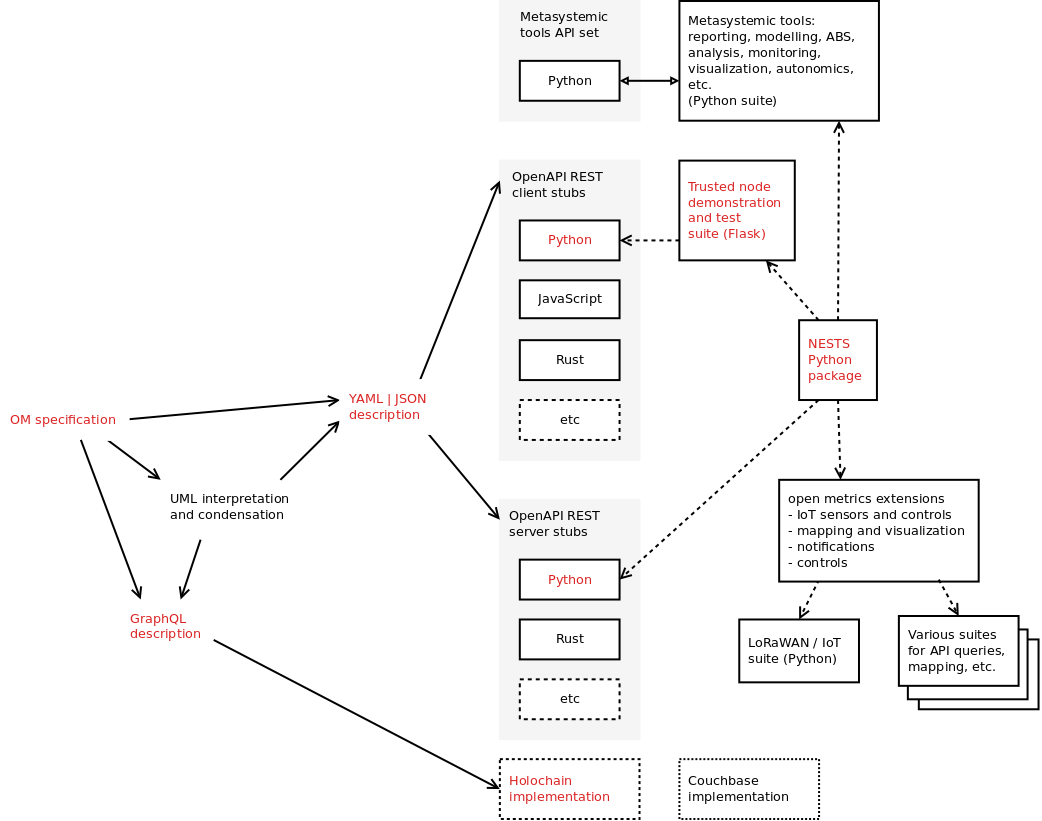 Metasystemic
tools API set
Python
Metasystemic tools:
reporting, modelling, ABS,
analysis, monitoring,
visualization, autonomics,
etc.
(Python suite)
OpenAPI REST
client stubs
Python
JavaScript
Rust
etc
Trusted node
demonstration
and test
suite (Flask)
NESTS
Python
package
YAML | JSON
description
OM specification
UML interpretation
and condensation
GraphQL
description
OpenAPI REST
server stubs
Python
Rust
etc
open metrics extensions
- IoT sensors and controls
- mapping and visualization
- notifications
- controls
LoRaWAN / IoT
suite (Python)
Various suites
for API queries,
mapping, etc.
Holochain
implementation
Couchbase
implementation